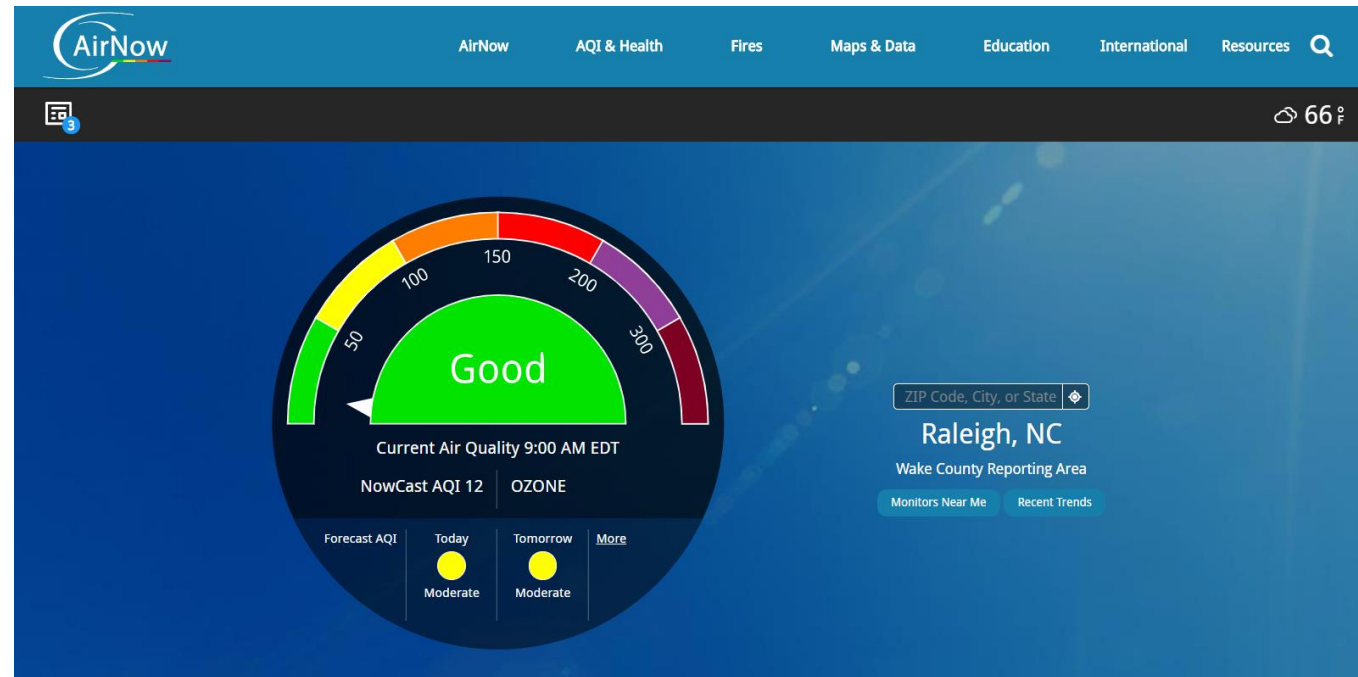 AirNow
AirNow AQI & Health Fires Maps & Data Education International Resources
3
66 °F
50
100
150
200
300
Good
Current Air Quality 9:00 AM EDT
NowCast AQI 12 OZONE
Forecast AQI Today Tomorrow More
Moderate Moderate
ZIP Code, City, or State
Raleigh, NC
Wake County Reporting Area
Monitors Near Me Recent Trends